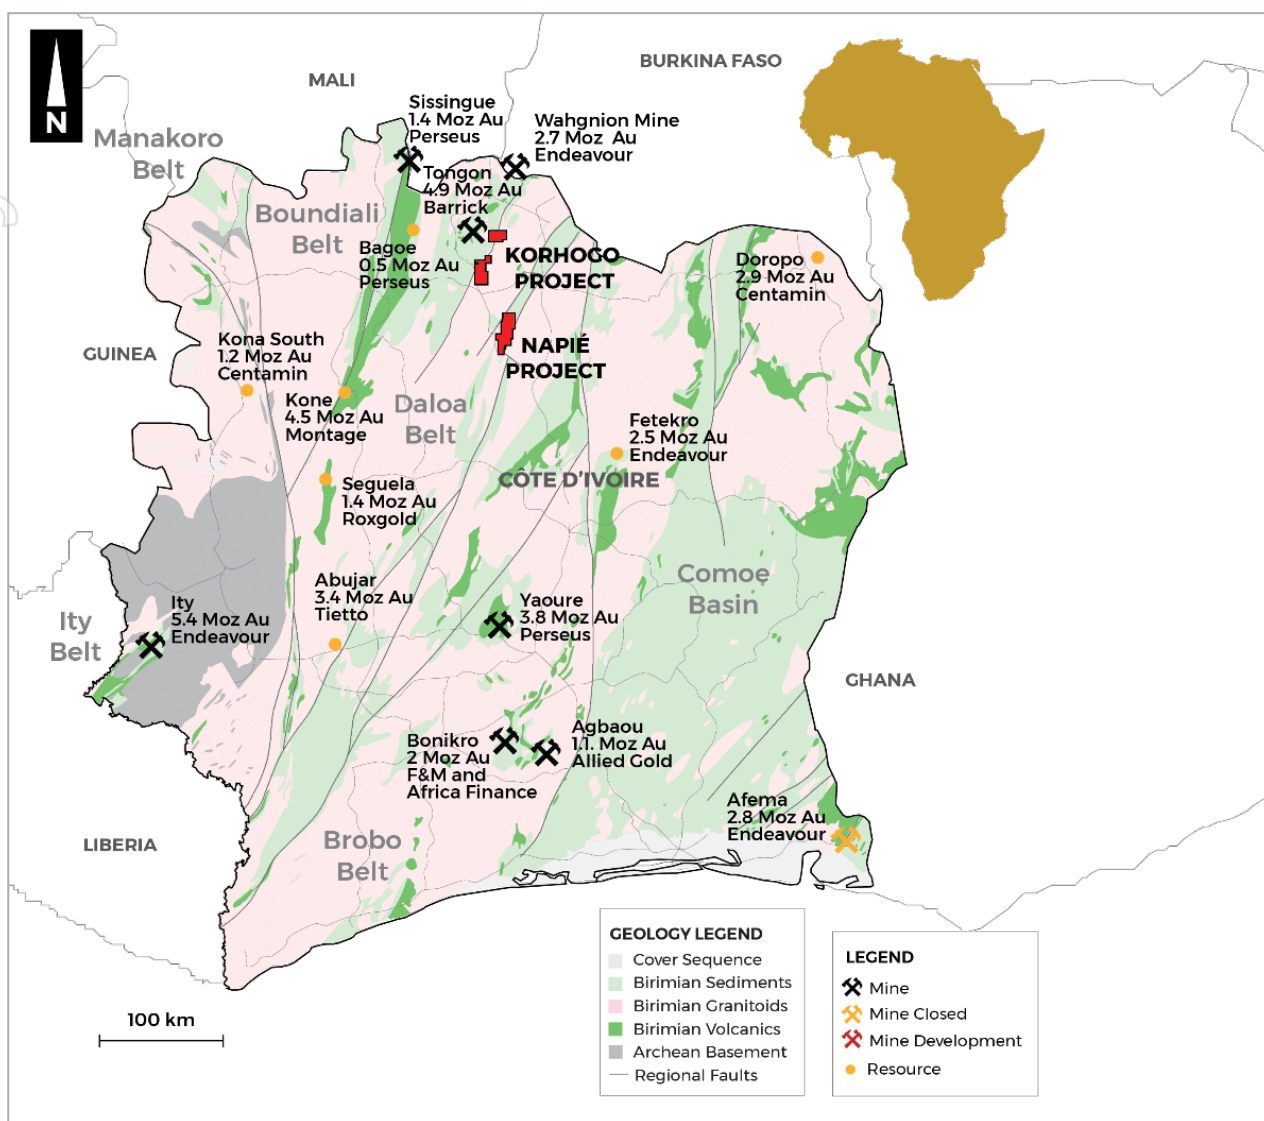 N
MALI
BURKINA FASO
Manakoro
Belt
Sissingue
1.4 Moz Au
Perseus
Wahgnion Mine
2.7 Moz Au
Endeavour
Tongon
4.9 Moz Au
Barrick
Boundiali
Belt
Bagoe
0.5 Moz Au
Perseus
KORHOGO
PROJECT
Doropo
2.9 Moz Au
Centamin
GUINEA
Kona South
1.2 Moz Au
Centamin
NAPIÉ
PROJECT
Kone
4.5 Moz Au
Montage
Daloa
Belt
Fetekro
2.5 Moz Au
Endeavour
CÔTE D'IVOIRE
Seguela
1.4 Moz Au
Roxgold
Comoe
Basin
Abujar
3.4 Moz Au
Tietto
Ity
Belt
Ity
5.4 Moz Au
Endeavour
Yaoure
3.8 Moz Au
Perseus
GHANA
Bonikro
2 Moz Au
F&M and
Africa Finance
Agbaou
1.1. Moz Au
Allied Gold
Afema
2.8 Moz Au
Endeavour
LIBERIA
Brobo
Belt
100 km
GEOLOGY LEGEND
Cover Sequence
Birimian Sediments
Birimian Granitoids
Birimian Volcanics
Archean Basement
Regional Faults
LEGEND
Mine
Mine Closed
Mine Development
Resource